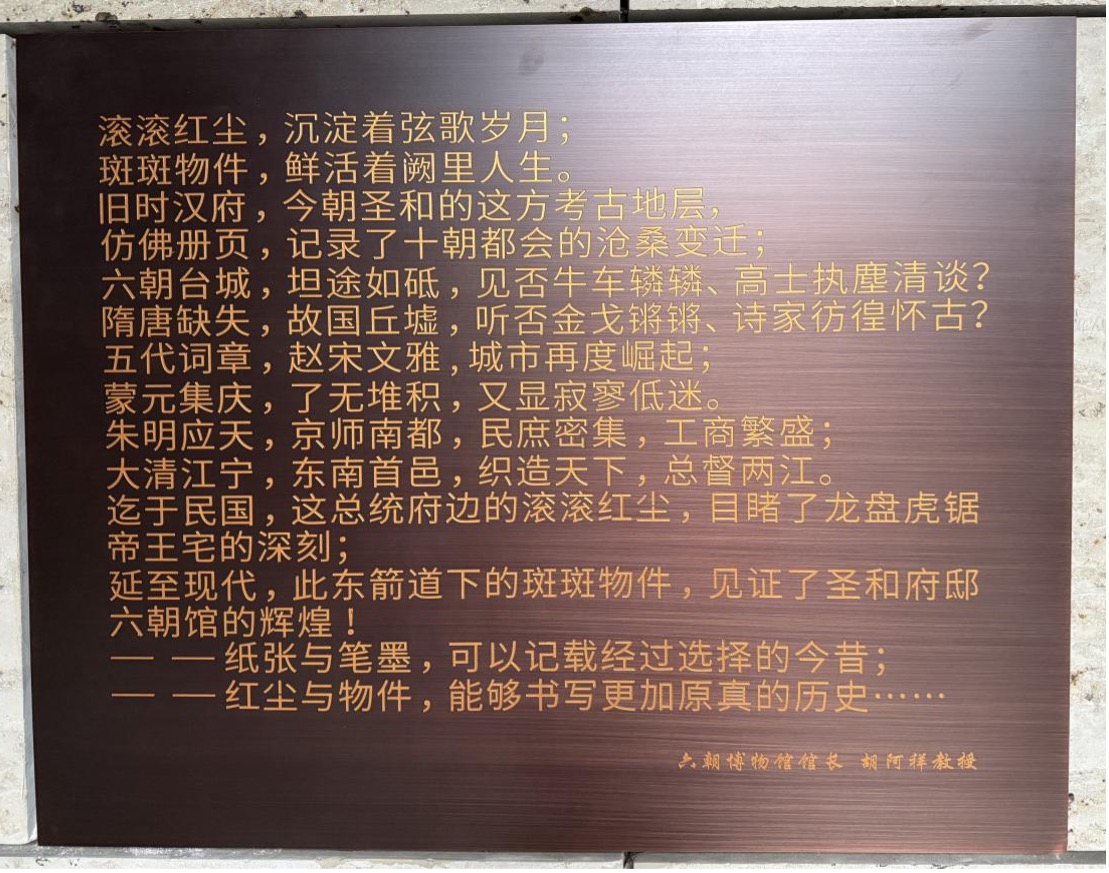 滚滚红尘，沉淀着弦歌岁月；
斑斑物件，鲜活着阙里人生。
旧时汉府，今朝圣和的这方考古地层，
仿佛册页，记录了十朝都会的沧桑变迁；
六朝台城，坦途如砥，见否牛车辚辚、高士执麈清谈？
隋唐缺失，故国丘墟，听否金戈锵锵、诗家彷徨怀古？
五代词章，赵宋文雅，城市再度崛起；
蒙元集庆，了无堆积，又显寂寥低迷。
朱明应天，京师南都，民庶密集，工商繁盛；
大清江宁，东南首邑，织造天下，总督两江。
迄于民国，这总统府边的滚滚红尘，目睹了龙盘虎锯
帝王宅的深刻；
延至现代，此东箭道下的斑斑物件，见证了圣和府邸
六朝馆的辉煌！
— —纸张与笔墨，可以记载经过选择的今昔；
— —红尘与物件，能够书写更加原真的历史……
六朝博物馆馆长 胡阿祥教授